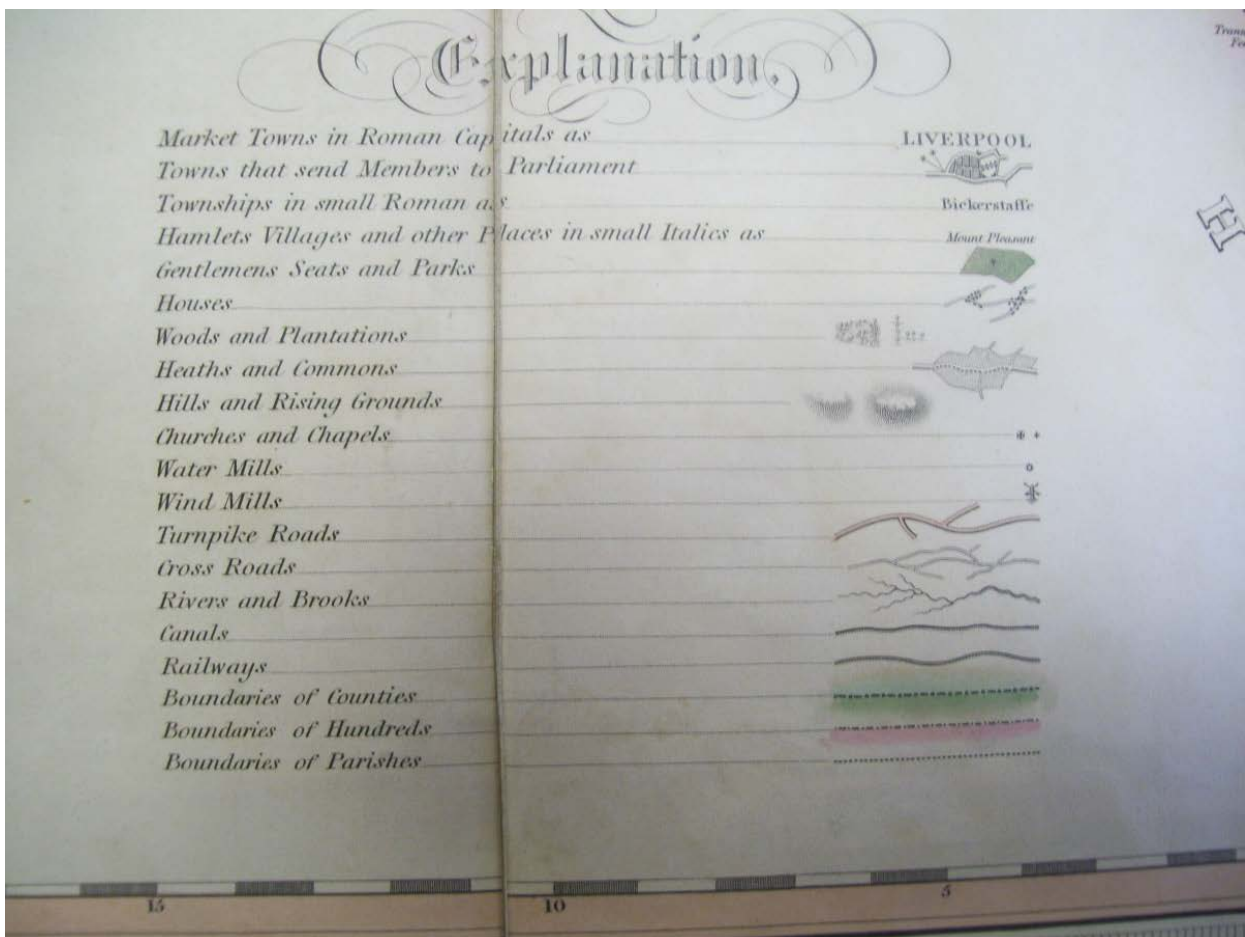 Explanation.
Market Towns in Roman Capitals as LIVERPOOL
Towns that send Members to Parliament
Townships in small Roman as Bickerstaffe
Hamlets Villages and other Places in small Italics as Mount Pleasant
Gentlemens Seats and Parks
Houses
Woods and Plantations
Heaths and Commons
Hills and Rising Grounds
Churches and Chapels
Water Mills
Wind Mills
Turnpike Roads
Cross Roads
Rivers and Brooks
Canals
Railways
Boundaries of Counties
Boundaries of Hundreds
Boundaries of Parishes
H
15 10 5